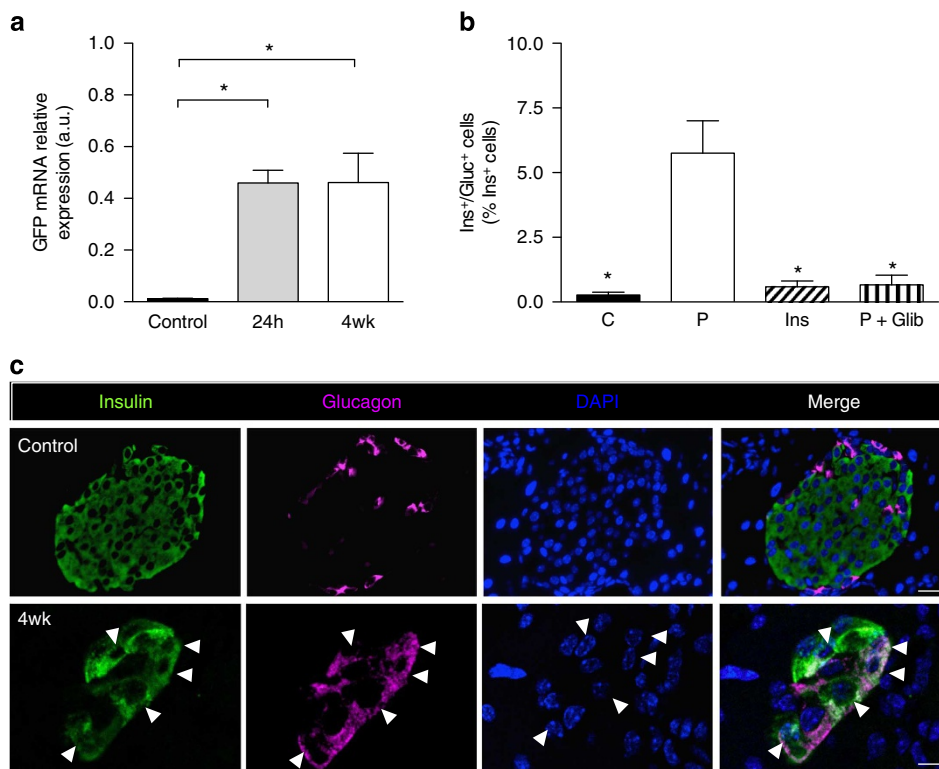 a
GFP mRNA relative
expression (a.u.)
1.0
0.8
0.6
0.4
0.2
0.0
*
*
Control 24h 4wk
b
Ins⁺/Gluc⁺ cells
(% Ins⁺ cells)
10.0
7.5
5.0
2.5
0.0
* * *
C P Ins P + Glib
c
Insulin Glucagon DAPI Merge
Control
4wk